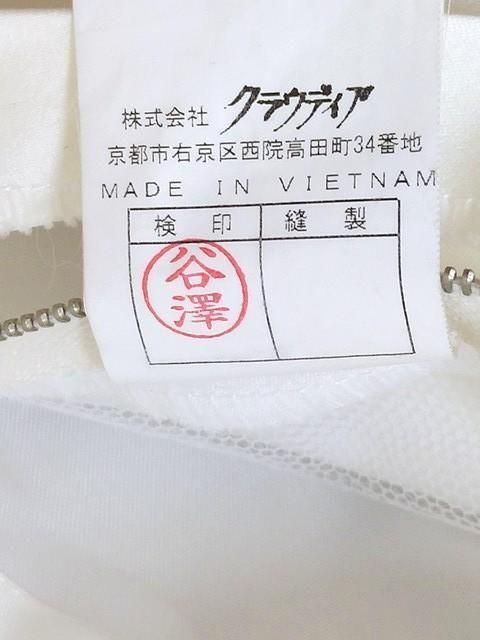 株式会社 クラウディア
京都市右京区西院高田町34番地
MADE IN VIETNAM
検 印 縫 製
谷
澤